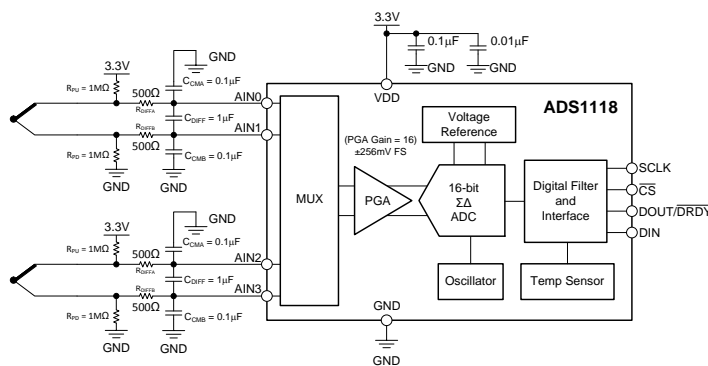 3.3V
0.1μF
0.01μF
GND
GND
VDD
GND
3.3V
R_PU = 1MΩ
500Ω
R_DIFFA
C_CMA = 0.1μF
AIN0
C_DIFF = 1μF
AIN1
R_DIFFB
500Ω
R_PD = 1MΩ
GND
C_CMB = 0.1μF
GND
GND
3.3V
R_PU = 1MΩ
500Ω
R_DIFFA
C_CMA = 0.1μF
AIN2
C_DIFF = 1μF
AIN3
R_DIFFB
500Ω
R_PD = 1MΩ
GND
C_CMB = 0.1μF
GND
ADS1118
Voltage
Reference
(PGA Gain = 16)
±256mV FS
MUX
PGA
16-bit
ΣΔ
ADC
Digital Filter
and
Interface
SCLK
CS
DOUT/DRDY
DIN
Oscillator
Temp Sensor
GND
GND